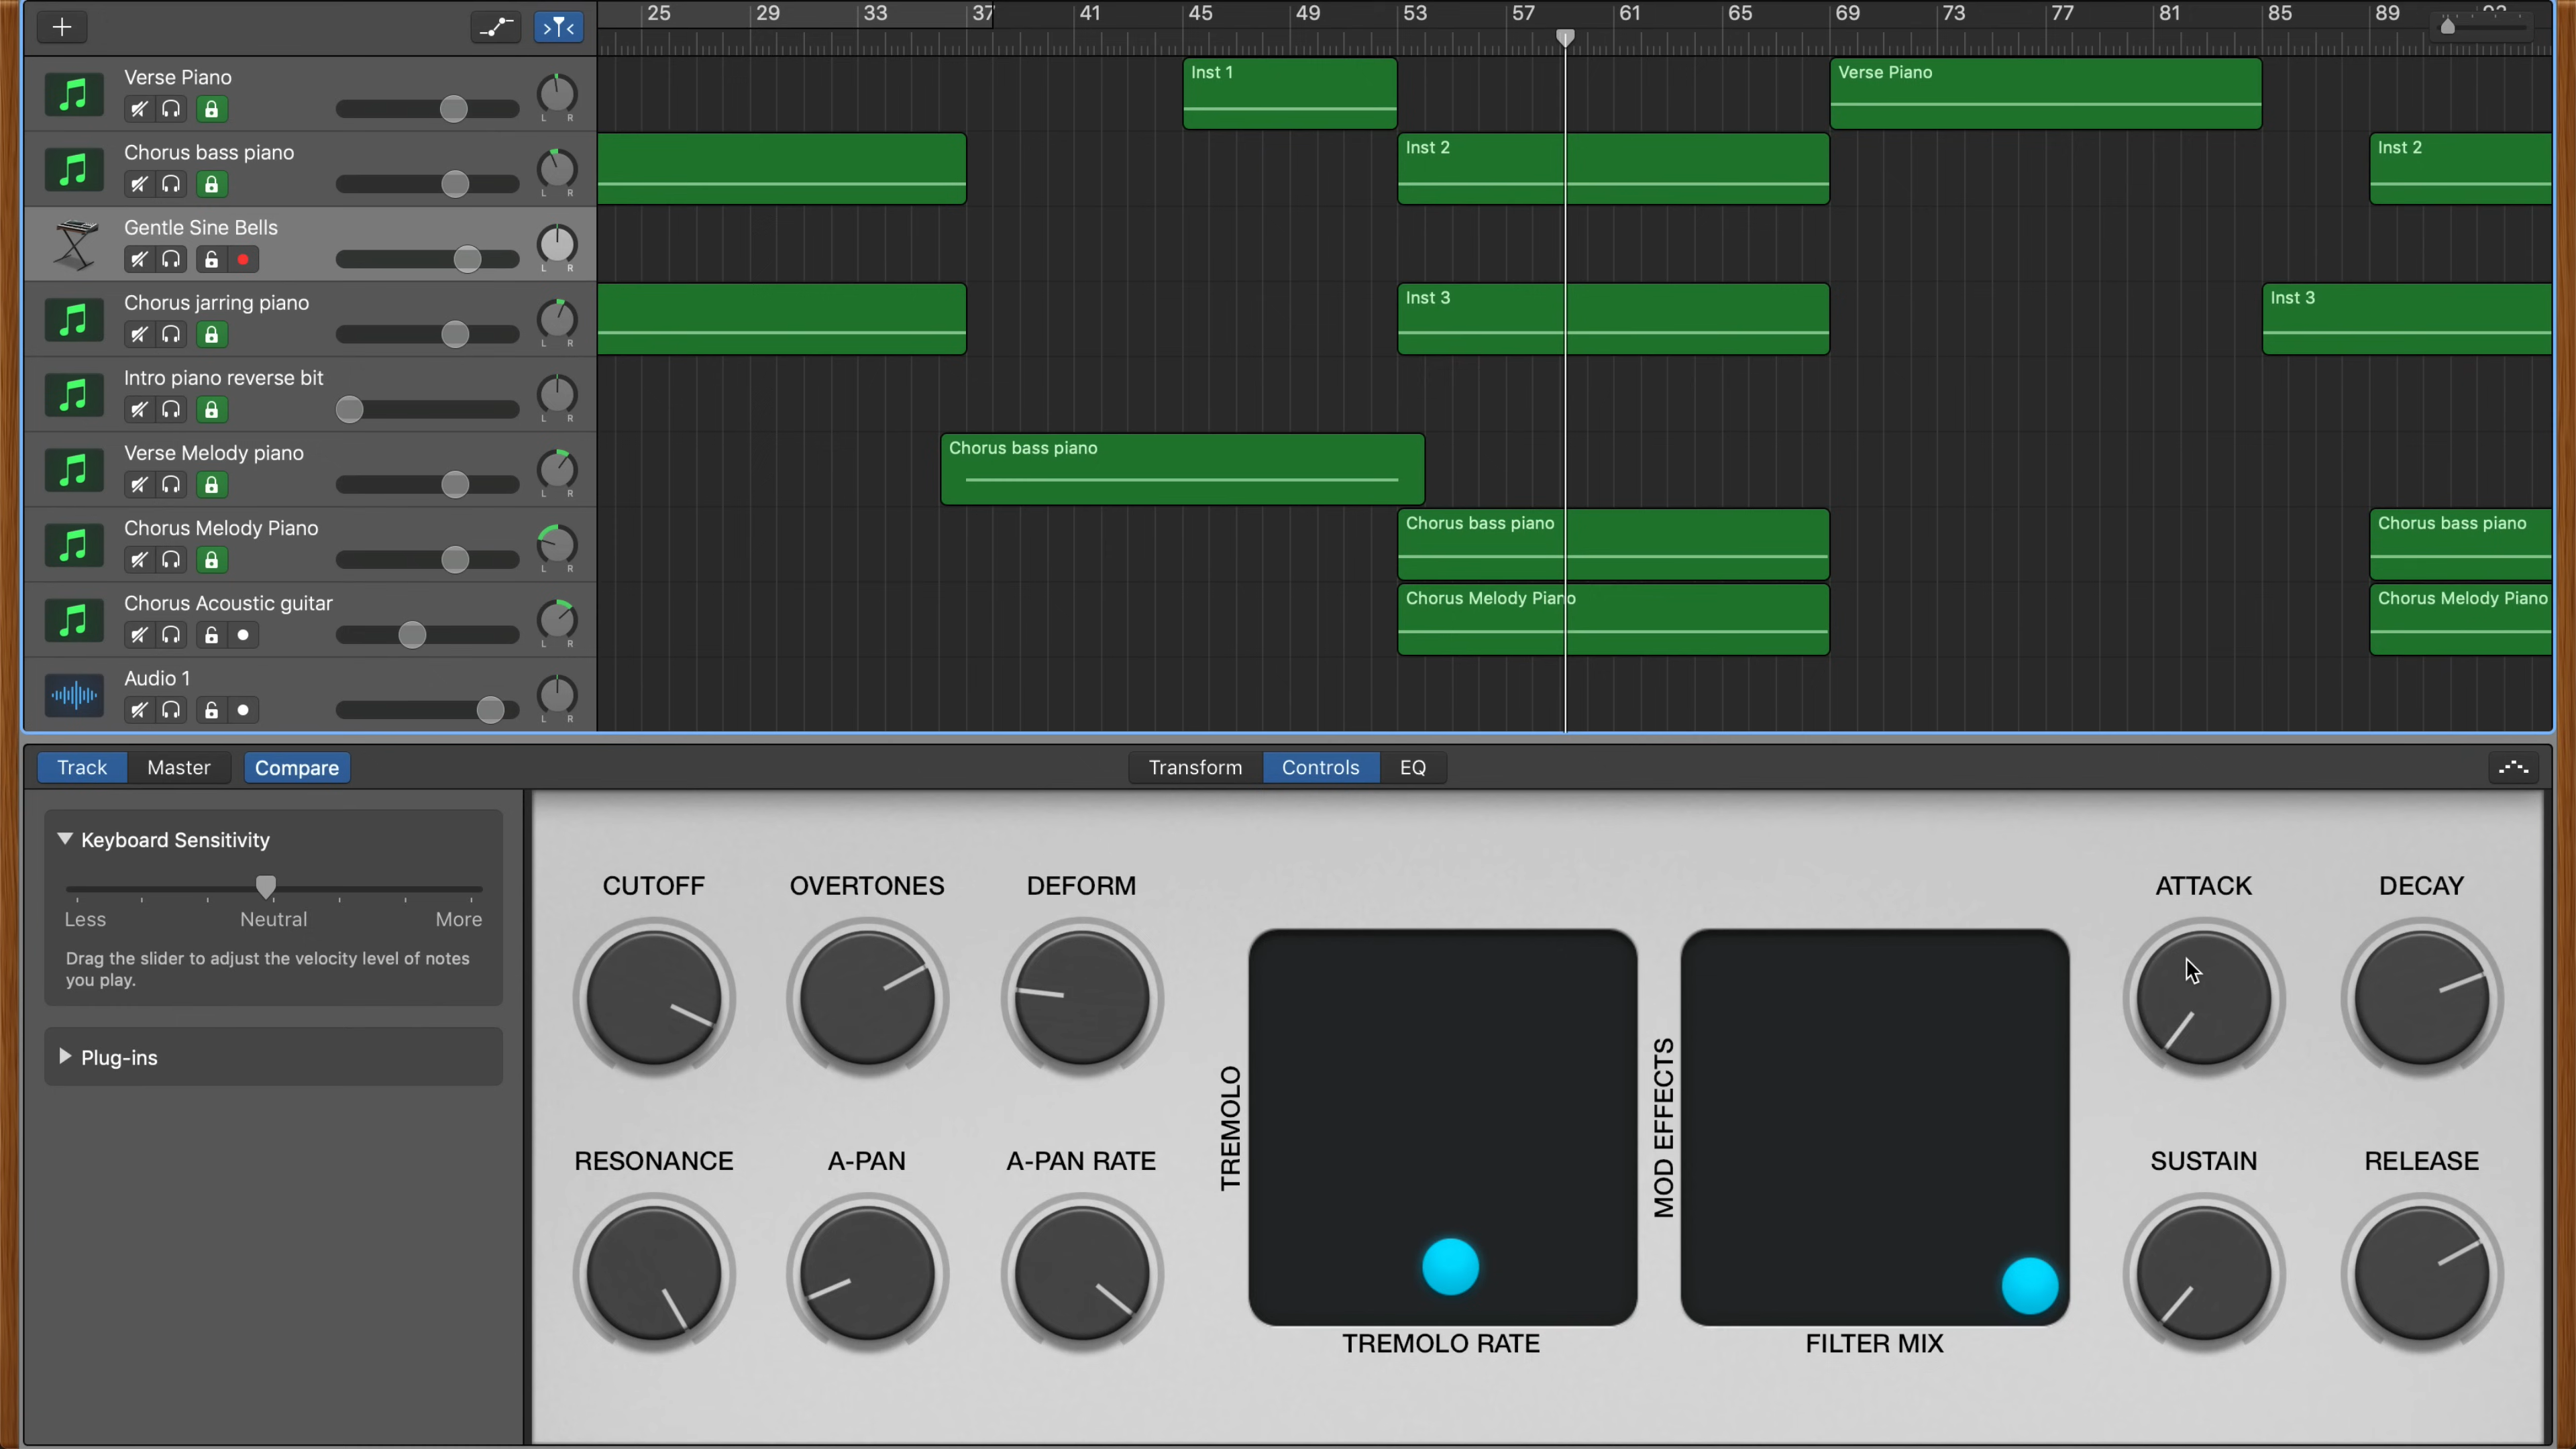 25 29 33 37 41 45 49 53 57 61 65 69 73 77 81 85 89
Verse Piano
L R
Inst 1
Verse Piano
Chorus bass piano
L R
Inst 2
Inst 2
Gentle Sine Bells
L R
Chorus jarring piano
L R
Inst 3
Inst 3
Intro piano reverse bit
L R
Verse Melody piano
L R
Chorus bass piano
Chorus Melody Piano
L R
Chorus bass piano
Chorus bass piano
Chorus Acoustic guitar
L R
Chorus Melody Piano
Chorus Melody Piano
Audio 1
L R
Track Master Compare
Transform Controls EQ
Keyboard Sensitivity
Less Neutral More
Drag the slider to adjust the velocity level of notes
you play.
Plug-ins
CUTOFF OVERTONES DEFORM
RESONANCE A-PAN A-PAN RATE
TREMOLO
TREMOLO RATE
MOD EFFECTS
FILTER MIX
ATTACK DECAY
SUSTAIN RELEASE